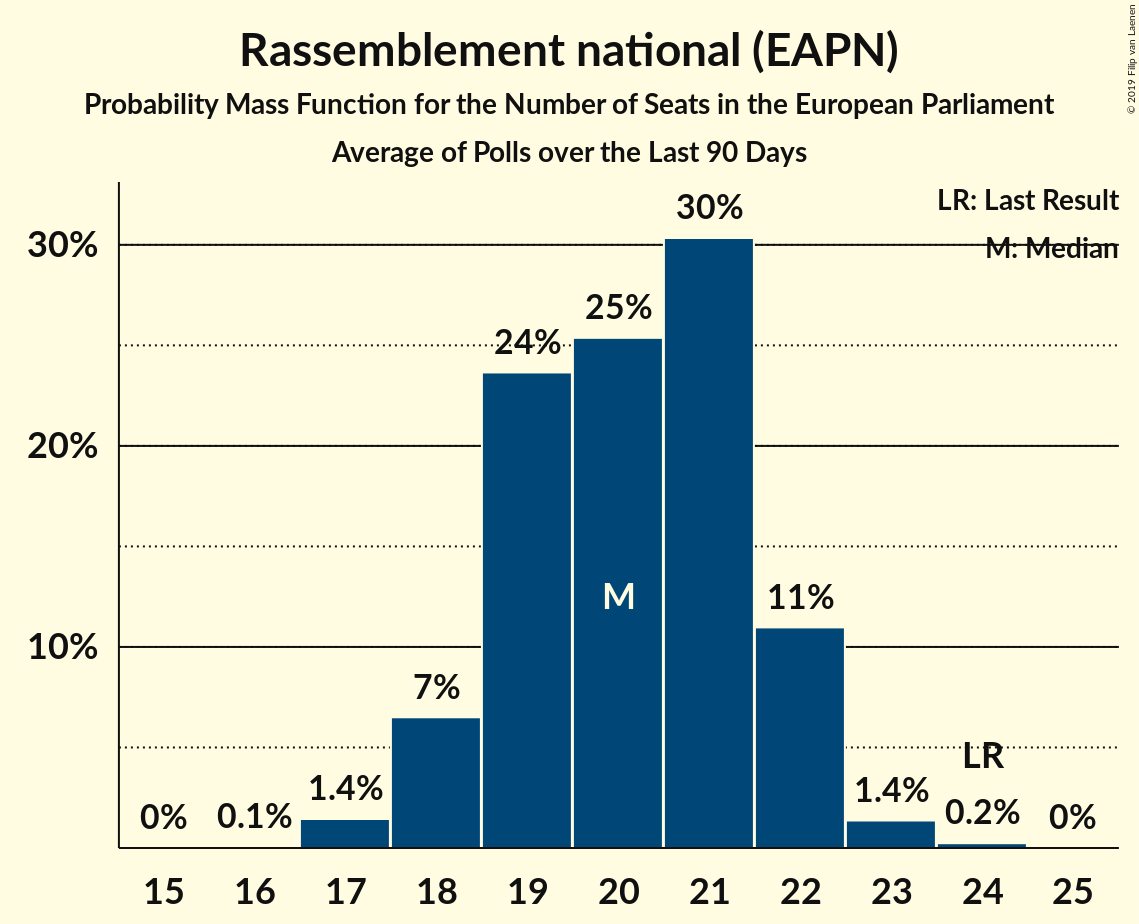 Rassemblement national (EAPN)
Probability Mass Function for the Number of Seats in the European Parliament
Average of Polls over the Last 90 Days
© 2019 Filip van Laenen
LR: Last Result
M: Median
30%
20%
10%
0%
0.1%
1.4%
7%
24%
25%
30%
11%
1.4%
0.2%
0%
M
LR
15 16 17 18 19 20 21 22 23 24 25